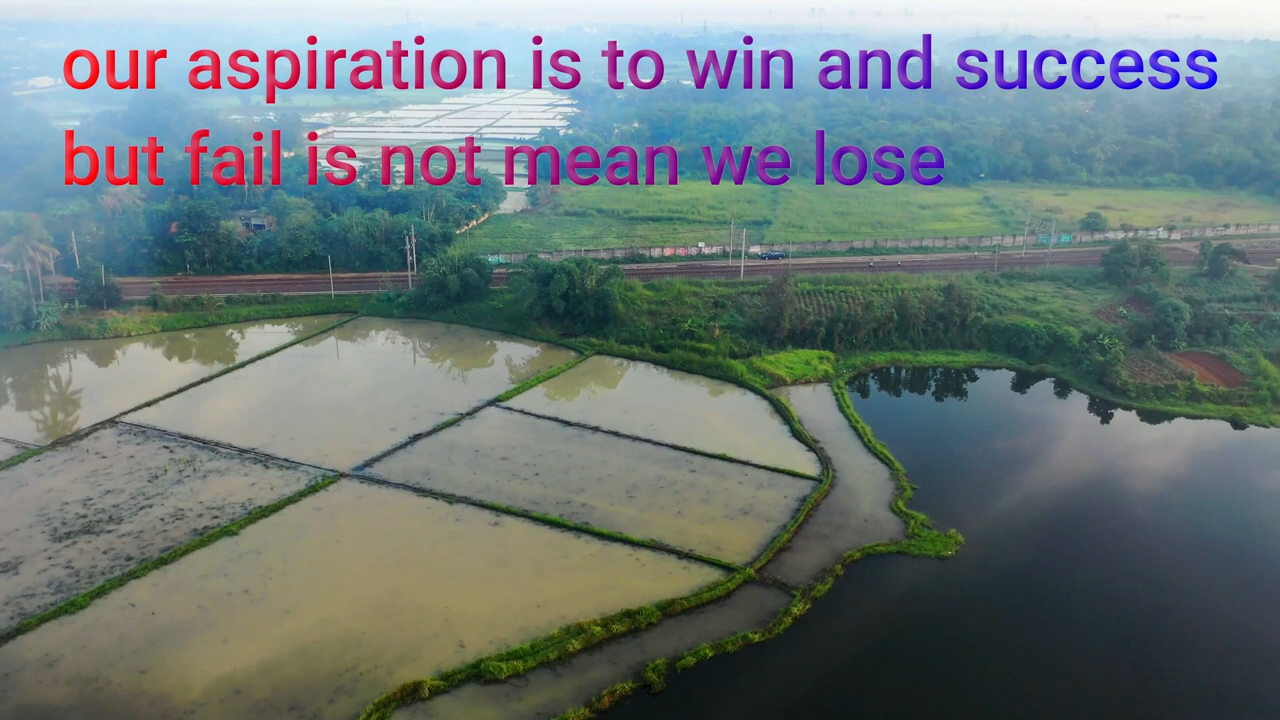 our aspiration is to win and success
but fail is not mean we lose